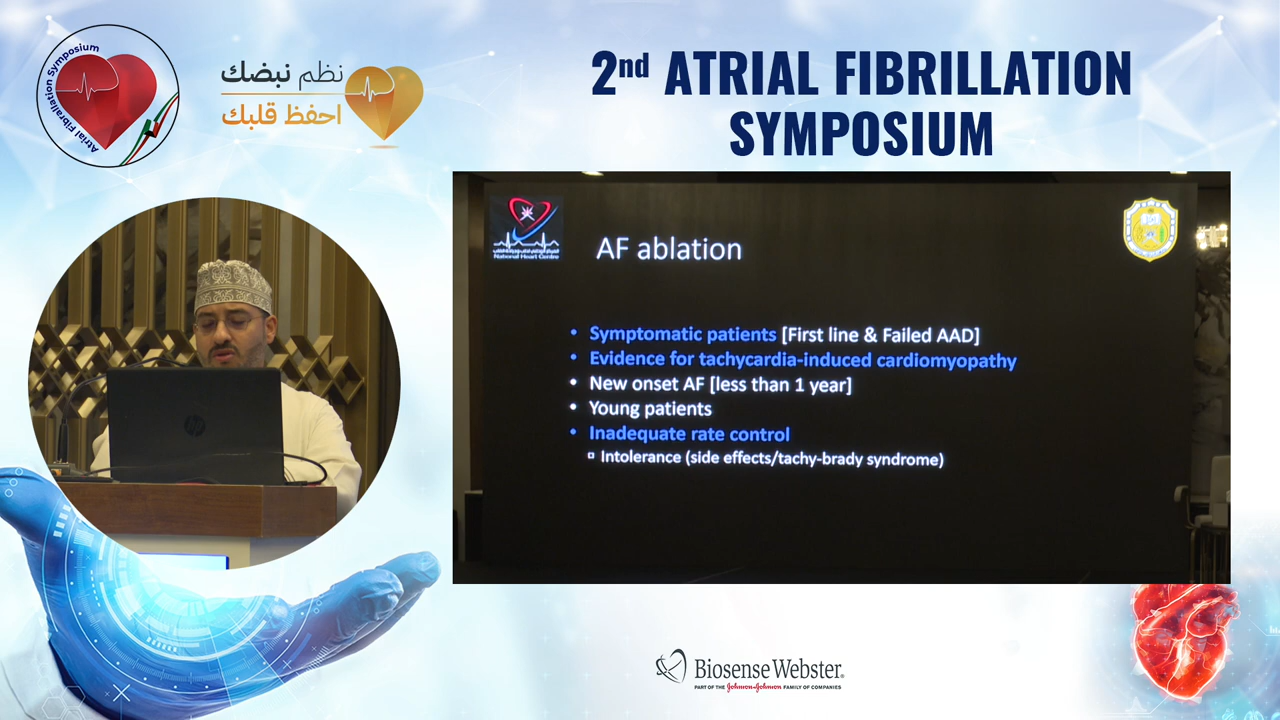 Atrial Fibrallation Symposium
نظم نبضك
احفظ قلبك
2nd ATRIAL FIBRILLATION
SYMPOSIUM
National Heart Centre
AF ablation
• Symptomatic patients [First line & Failed AAD]
• Evidence for tachycardia-induced cardiomyopathy
• New onset AF [less than 1 year]
• Young patients
• Inadequate rate control
Intolerance (side effects/tachy-brady syndrome)
hp
Biosense Webster®
PART OF THE Johnson & Johnson FAMILY OF COMPANIES